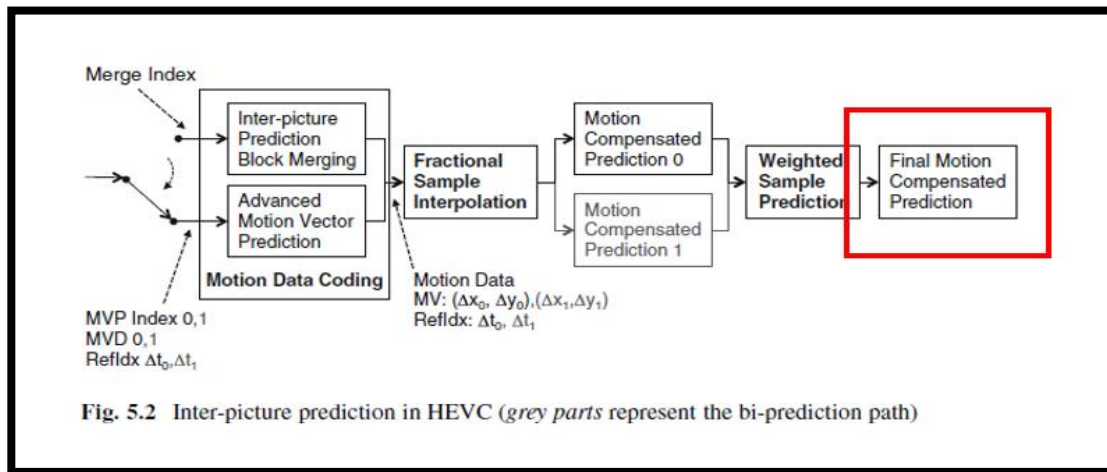 Merge Index
Inter-picture
Prediction
Block Merging
Advanced
Motion Vector
Prediction
Motion Data Coding
MVP Index 0,1
MVD 0,1
RefIdx Δt₀,Δt₁
Motion Data
MV: (Δx₀, Δy₀),(Δx₁,Δy₁)
RefIdx: Δt₀, Δt₁
Fractional
Sample
Interpolation
Motion
Compensated
Prediction 0
Motion
Compensated
Prediction 1
Weighted
Sample
Prediction
Final Motion
Compensated
Prediction
Fig. 5.2 Inter-picture prediction in HEVC (grey parts represent the bi-prediction path)